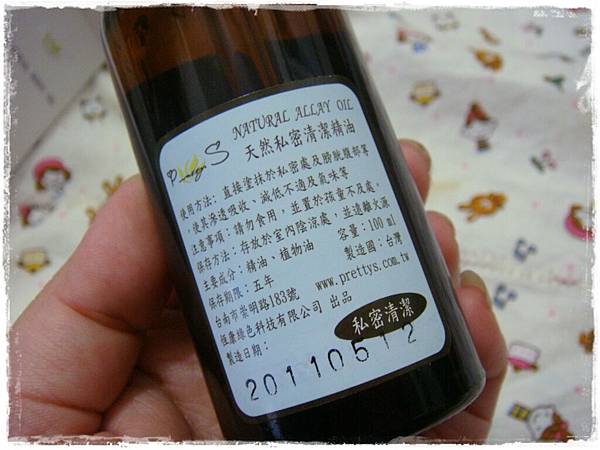 NATURAL ALLAY OIL
天然私密清潔精油
使用方法: 直接塗抹於私密處及膀胱腹部等
，使其滲透吸收，減低不適及氣味等
注意事項: 請勿食用，並置於孩童不及處。
保存方法: 存放於室內陰涼處，並遠離火源
主要成分: 精油、植物油 容量: 100 ml
保存期限: 五年 製造國: 台灣
台南市崇明路183號 www.prettys.com.tw
恆康綠色科技有限公司 出品
製造日期: 私密清潔
20110512